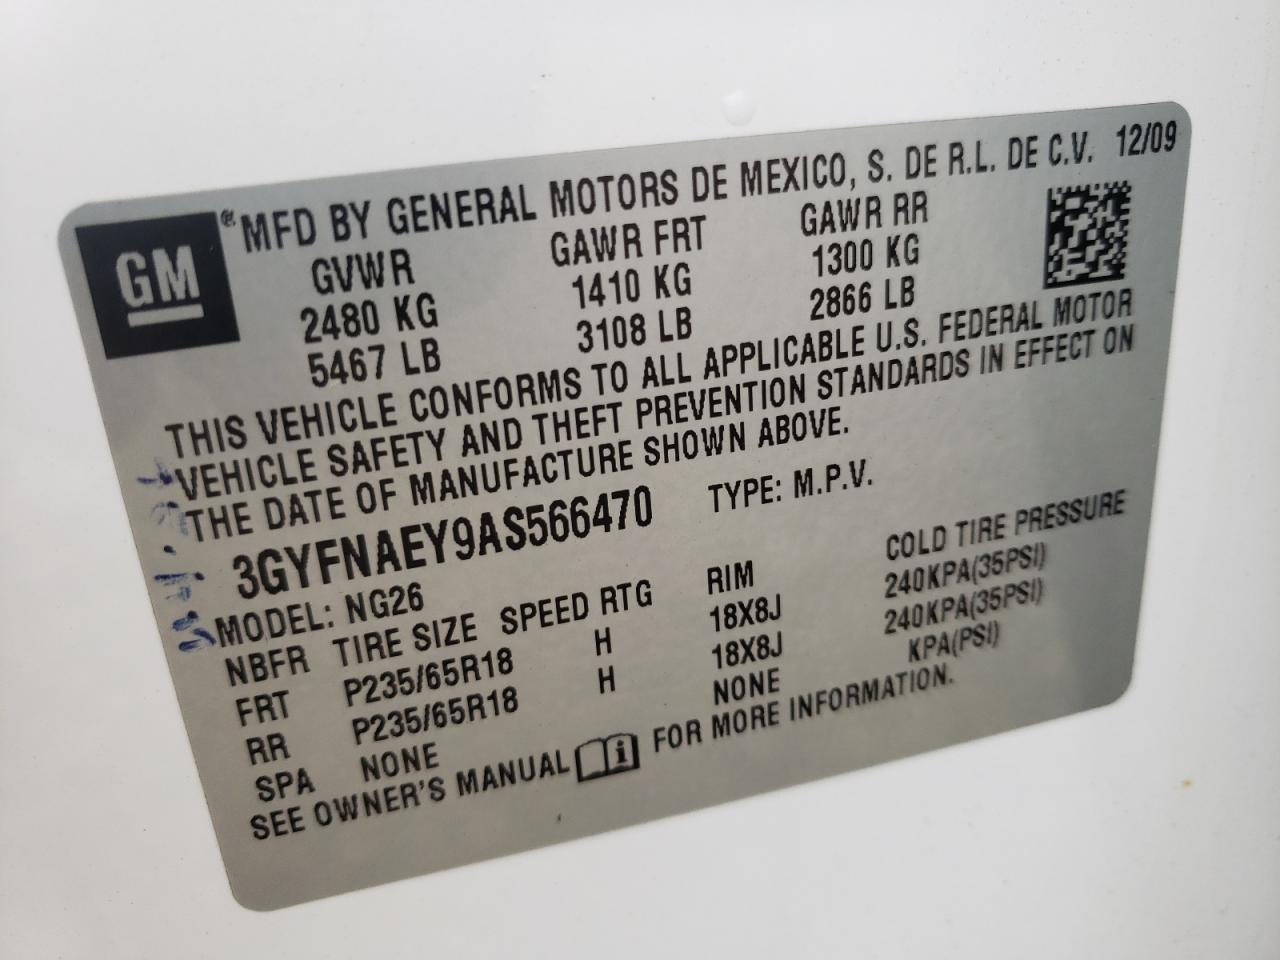 GM
® MFD BY GENERAL MOTORS DE MEXICO, S. DE R.L. DE C.V. 12/09
GVWR GAWR FRT GAWR RR
2480 KG 1410 KG 1300 KG
5467 LB 3108 LB 2866 LB
THIS VEHICLE CONFORMS TO ALL APPLICABLE U.S. FEDERAL MOTOR
VEHICLE SAFETY AND THEFT PREVENTION STANDARDS IN EFFECT ON
THE DATE OF MANUFACTURE SHOWN ABOVE.
3GYFNAEY9AS566470 TYPE: M.P.V.
MODEL: NG26
NBFR TIRE SIZE SPEED RTG RIM COLD TIRE PRESSURE
FRT P235/65R18 H 18X8J 240KPA(35PSI)
RR P235/65R18 H 18X8J 240KPA(35PSI)
SPA NONE NONE KPA(PSI)
SEE OWNER'S MANUAL i FOR MORE INFORMATION.